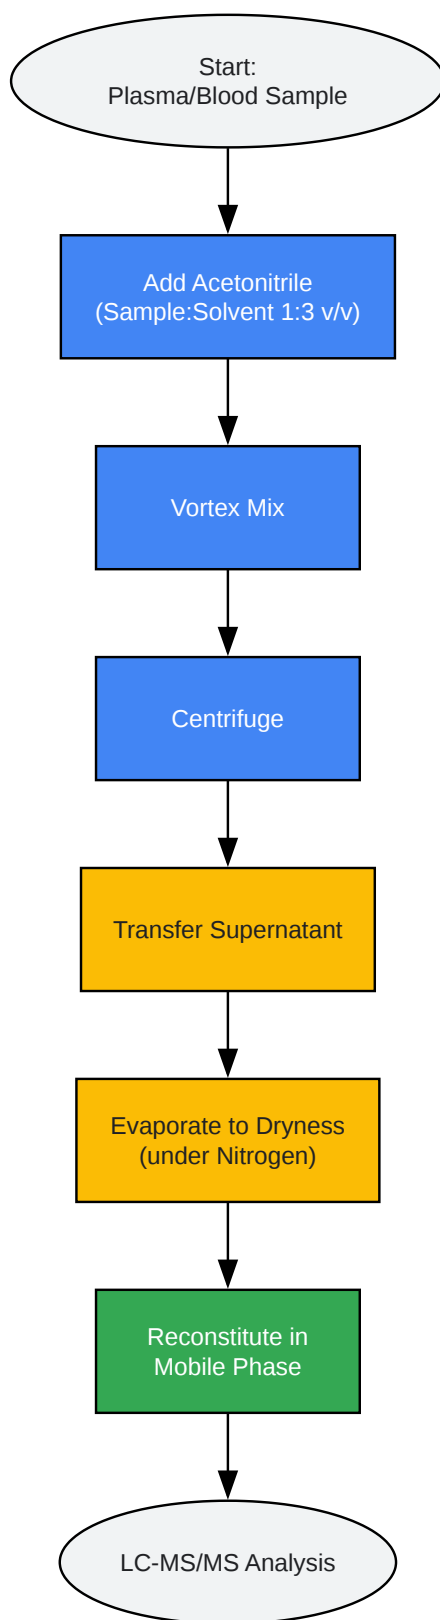 Start:
Plasma/Blood Sample
Add Acetonitrile
(Sample:Solvent 1:3 v/v)
Vortex Mix
Centrifuge
Transfer Supernatant
Evaporate to Dryness
(under Nitrogen)
Reconstitute in
Mobile Phase
LC-MS/MS Analysis